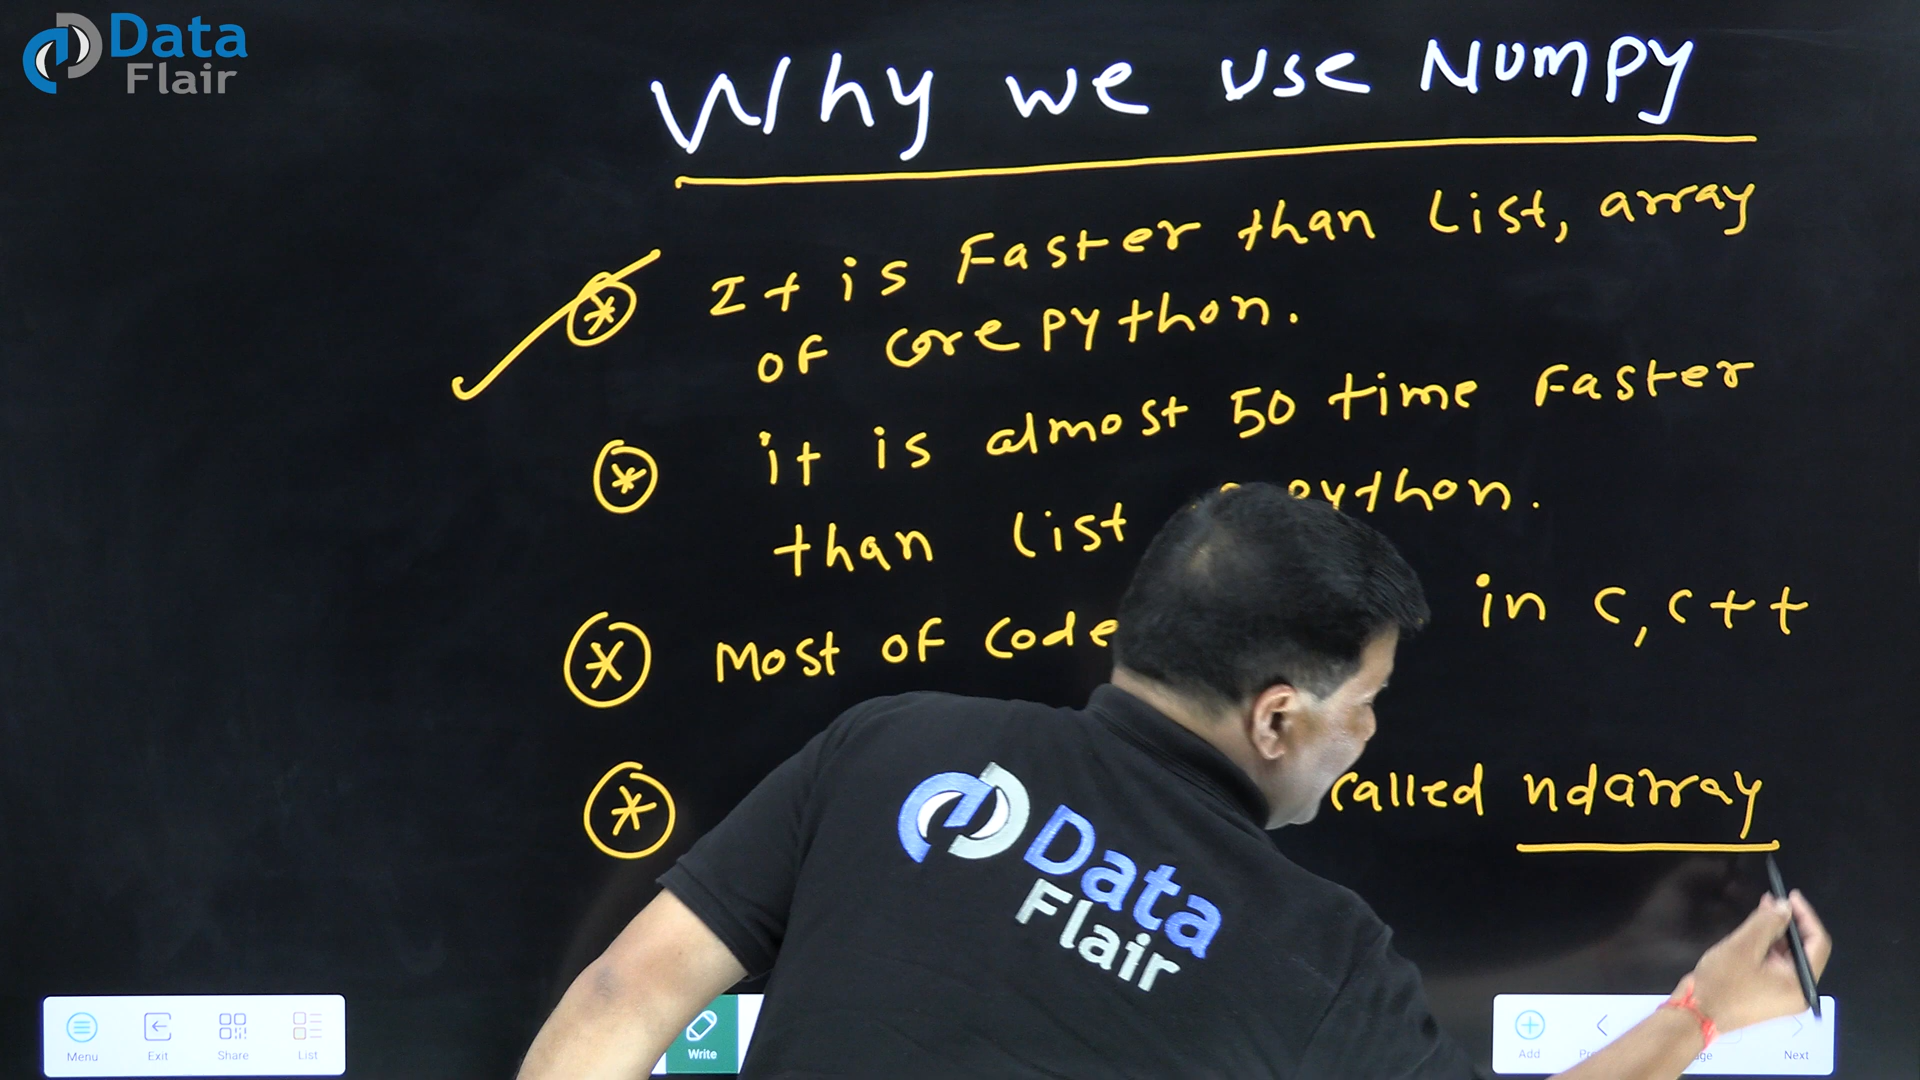 Data
Flair
Why we use NumPy
It is Faster than List, array
of core python.
it is almost 50 time Faster
than list python.
Most of code in C, C++
called ndarray
Data
Flair
Menu Exit Share List Write Add Next